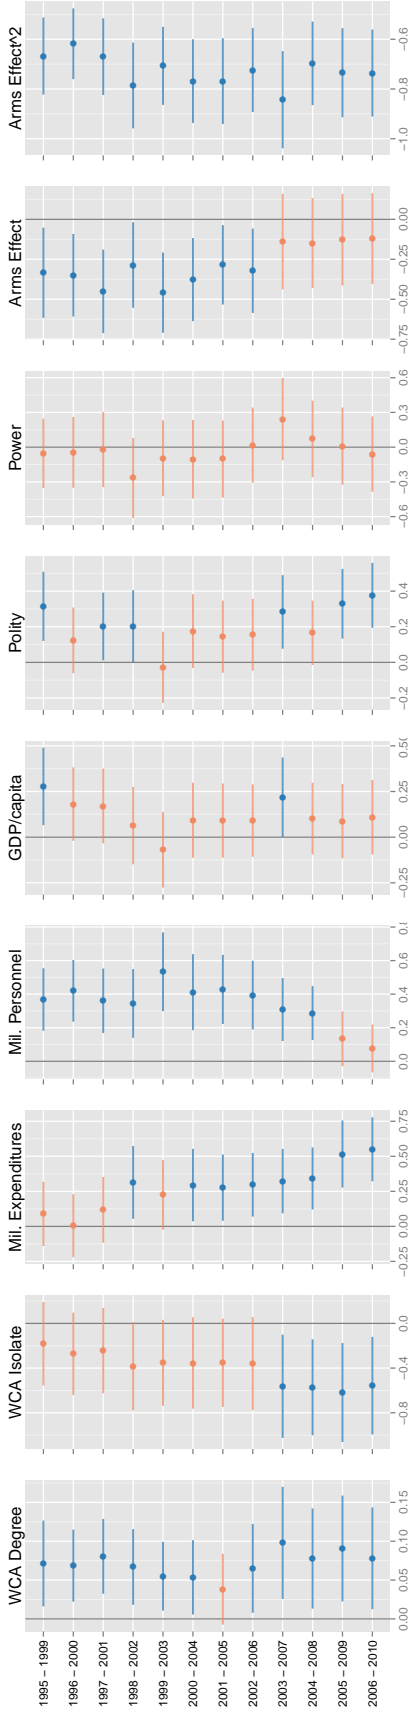 WCA Degree WCA Isolate Mil. Expenditures Mil. Personnel GDP/capita Polity Power Arms Effect Arms Effect^2
1995 – 1999
1996 – 2000
1997 – 2001
1998 – 2002
1999 – 2003
2000 – 2004
2001 – 2005
2002 – 2006
2003 – 2007
2004 – 2008
2005 – 2009
2006 – 2010
0.00 0.05 0.10 0.15 −0.8 −0.4 0.0 −0.25 0.00 0.25 0.50 0.75 0.0 0.2 0.4 0.6 0.8 −0.25 0.00 0.25 0.50 −0.2 0.0 0.2 0.4 −0.6 −0.3 0.0 0.3 0.6 −0.75 −0.50 −0.25 0.00 −1.0 −0.8 −0.6